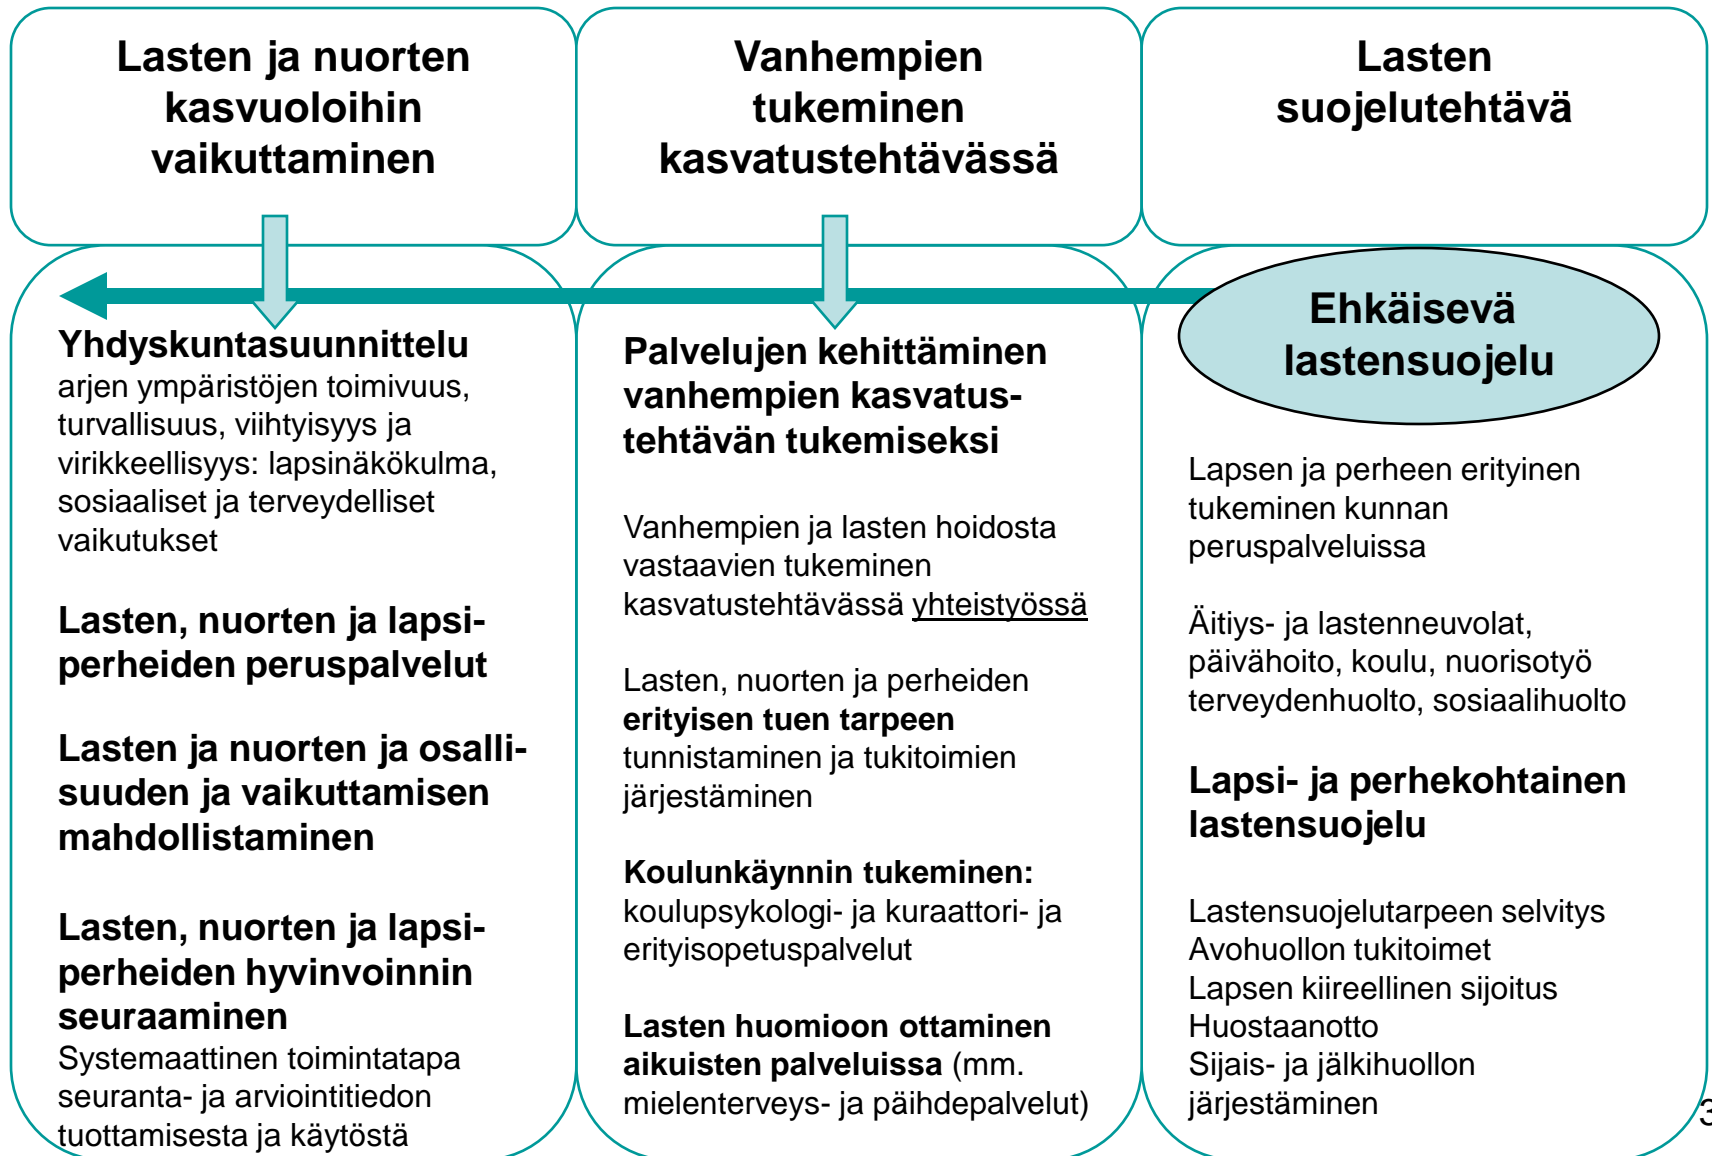 Lasten ja nuorten
kasvuoloihin
vaikuttaminen
Vanhempien
tukeminen
kasvatustehtävässä
Lasten
suojelutehtävä
Yhdyskuntasuunnittelu
arjen ympäristöjen toimivuus,
turvallisuus, viihtyisyys ja
virikkeellisyys: lapsinäkökulma,
sosiaaliset ja terveydelliset
vaikutukset
Lasten, nuorten ja lapsi-
perheiden peruspalvelut
Lasten ja nuorten ja osalli-
suuden ja vaikuttamisen
mahdollistaminen
Lasten, nuorten ja lapsi-
perheiden hyvinvoinnin
seuraaminen
Systemaattinen toimintatapa
seuranta- ja arviointitiedon
tuottamisesta ja käytöstä
Palvelujen kehittäminen
vanhempien kasvatus-
tehtävän tukemiseksi
Vanhempien ja lasten hoidosta
vastaavien tukeminen
kasvatustehtävässä yhteistyössä
Lasten, nuorten ja perheiden
erityisen tuen tarpeen
tunnistaminen ja tukitoimien
järjestäminen
Koulunkäynnin tukeminen:
koulupsykologi- ja kuraattori- ja
erityisopetuspalvelut
Lasten huomioon ottaminen
aikuisten palveluissa (mm.
mielenterveys- ja päihdepalvelut)
Ehkäisevä
lastensuojelu
Lapsen ja perheen erityinen
tukeminen kunnan
peruspalveluissa
Äitiys- ja lastenneuvolat,
päivähoito, koulu, nuorisotyö
terveydenhuolto, sosiaalihuolto
Lapsi- ja perhekohtainen
lastensuojelu
Lastensuojelutarpeen selvitys
Avohuollon tukitoimet
Lapsen kiireellinen sijoitus
Huostaanotto
Sijais- ja jälkihuollon
järjestäminen
3